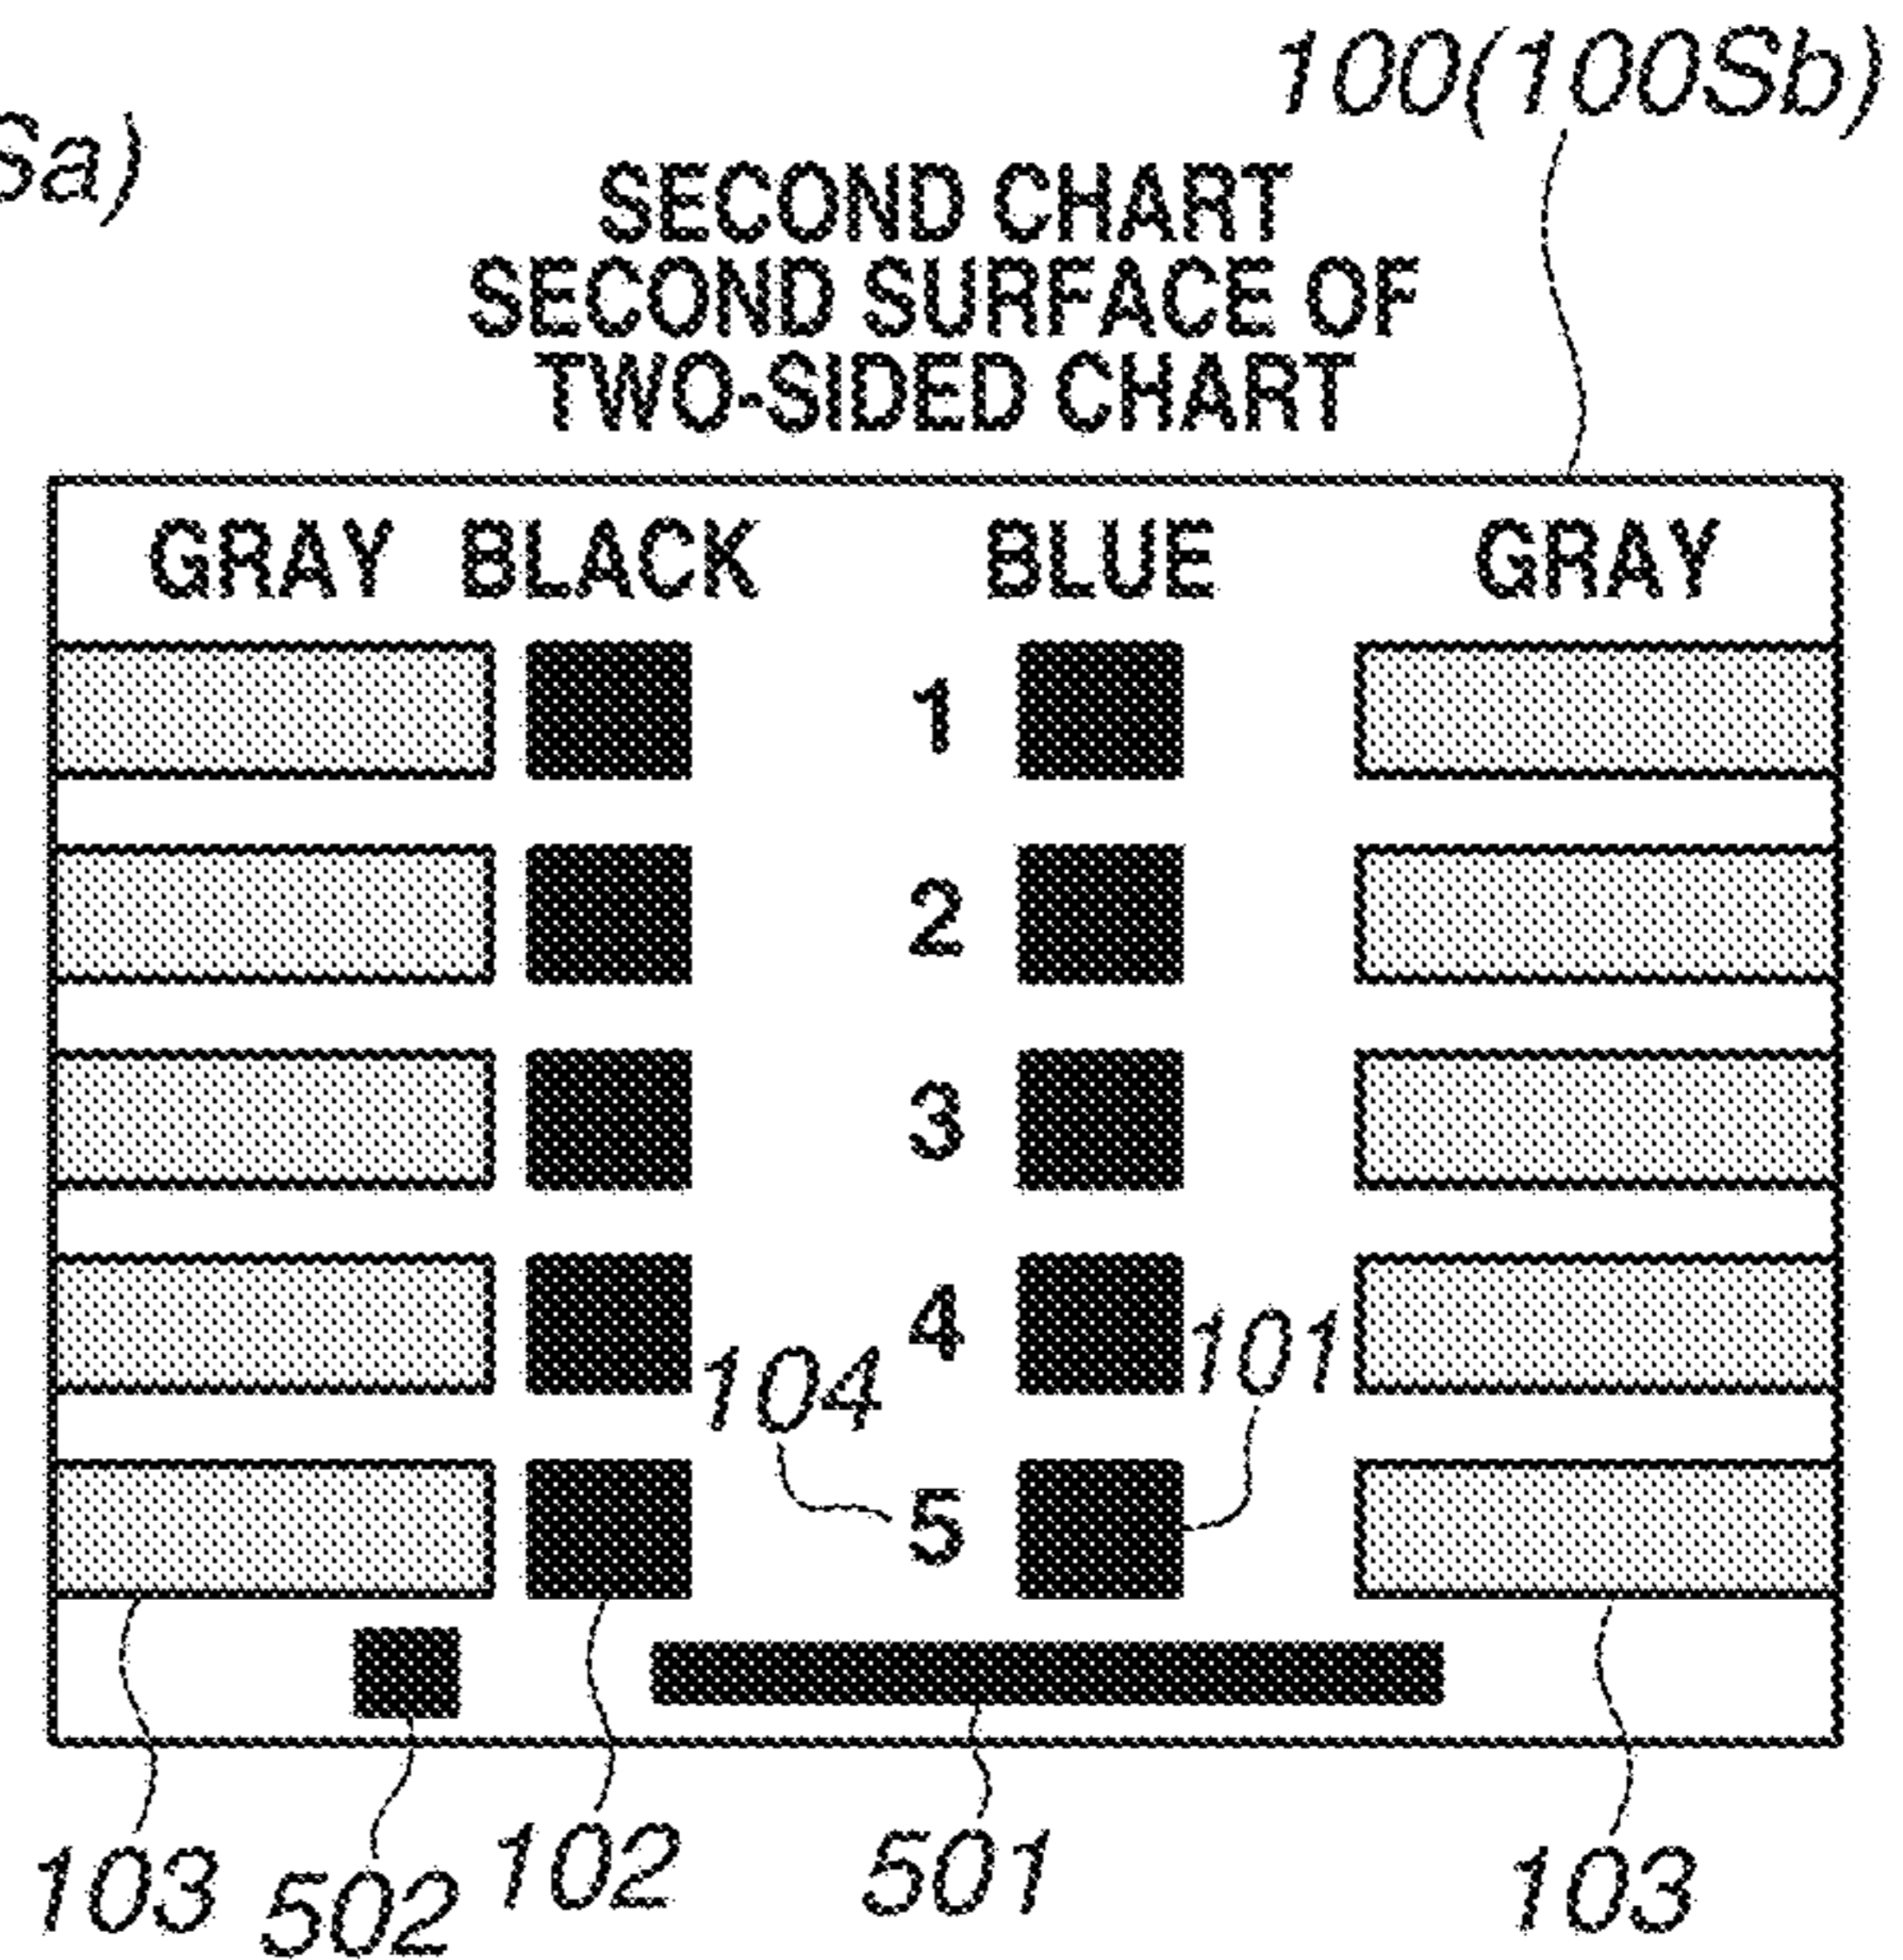 100(100Sb)
Sa)
SECOND CHART
SECOND SURFACE OF
TWO-SIDED CHART
GRAY BLACK BLUE GRAY
1
2
3
4
104 101
5
103 502 102 501 103